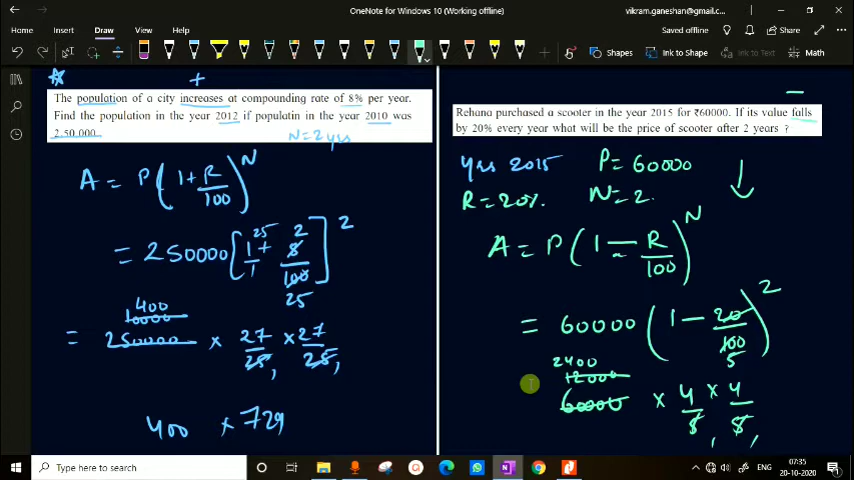 OneNote for Windows 10 (Working offline)
vikram.ganeshan@gmail.c...
Home
Insert
Draw
View
Help
Saved offline
Share
Shapes
Ink to Shape
Ink to Text
Math
The population of a city increases at compounding rate of 8% per year.
Find the population in the year 2012 if populatin in the year 2010 was
2,50,000.
N=2 yrs
A = P(1+R/100)^N
= 250000[1/1 + 8/100]^2
25
2
25
400
10000
= 250000 × 27/25 × 27/25
400 × 729
Rehana purchased a scooter in the year 2015 for ₹60000. If its value falls
by 20% every year what will be the price of scooter after 2 years ?
yrs 2015 P=60000
R=20%. N=2.
A = P(1 - R/100)^N
= 60000(1 - 20/100)^2
5
2400
12000
60000 × 4/5 × 4/5
Type here to search
ENG
07:35
20-10-2020